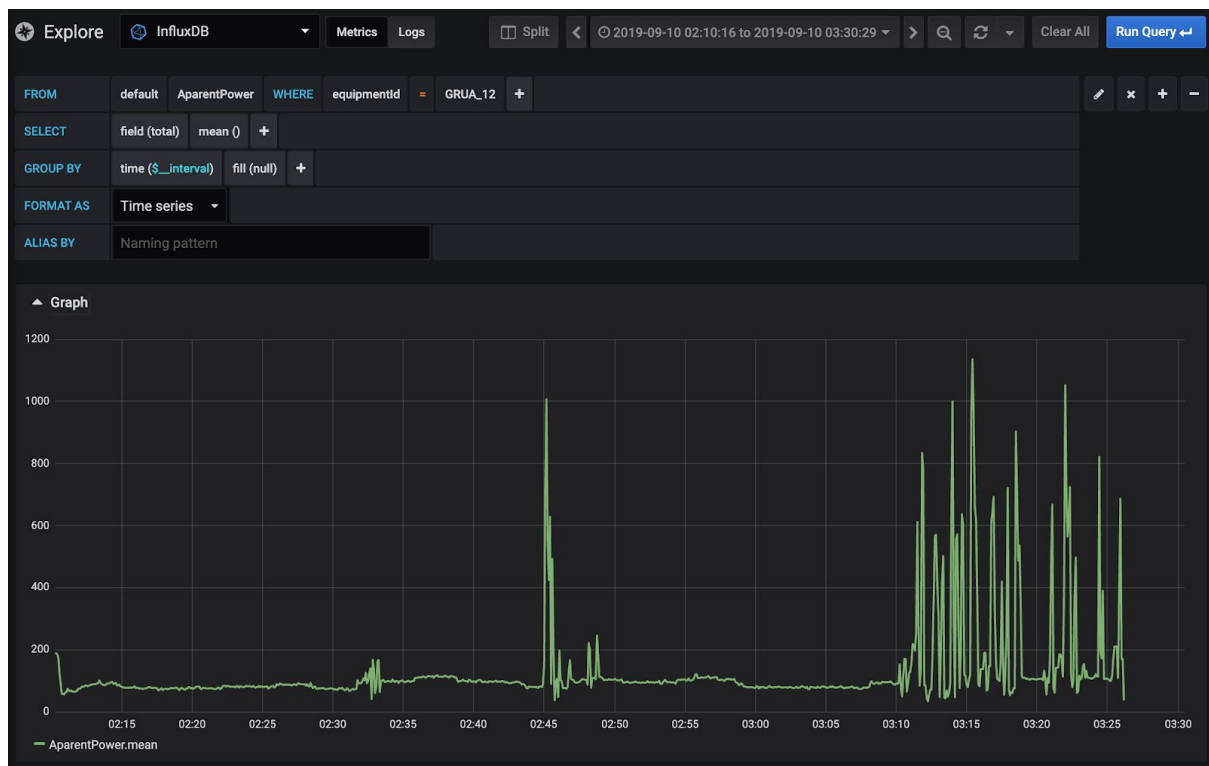 Explore InfluxDB Metrics Logs Split 2019-09-10 02:10:16 to 2019-09-10 03:30:29 Clear All Run Query
FROM default AparentPower WHERE equipmentId = GRUA_12 +
SELECT field (total) mean () +
GROUP BY time ($__interval) fill (null) +
FORMAT AS Time series
ALIAS BY Naming pattern
Graph
1200
1000
800
600
400
200
0
02:15 02:20 02:25 02:30 02:35 02:40 02:45 02:50 02:55 03:00 03:05 03:10 03:15 03:20 03:25 03:30
AparentPower.mean